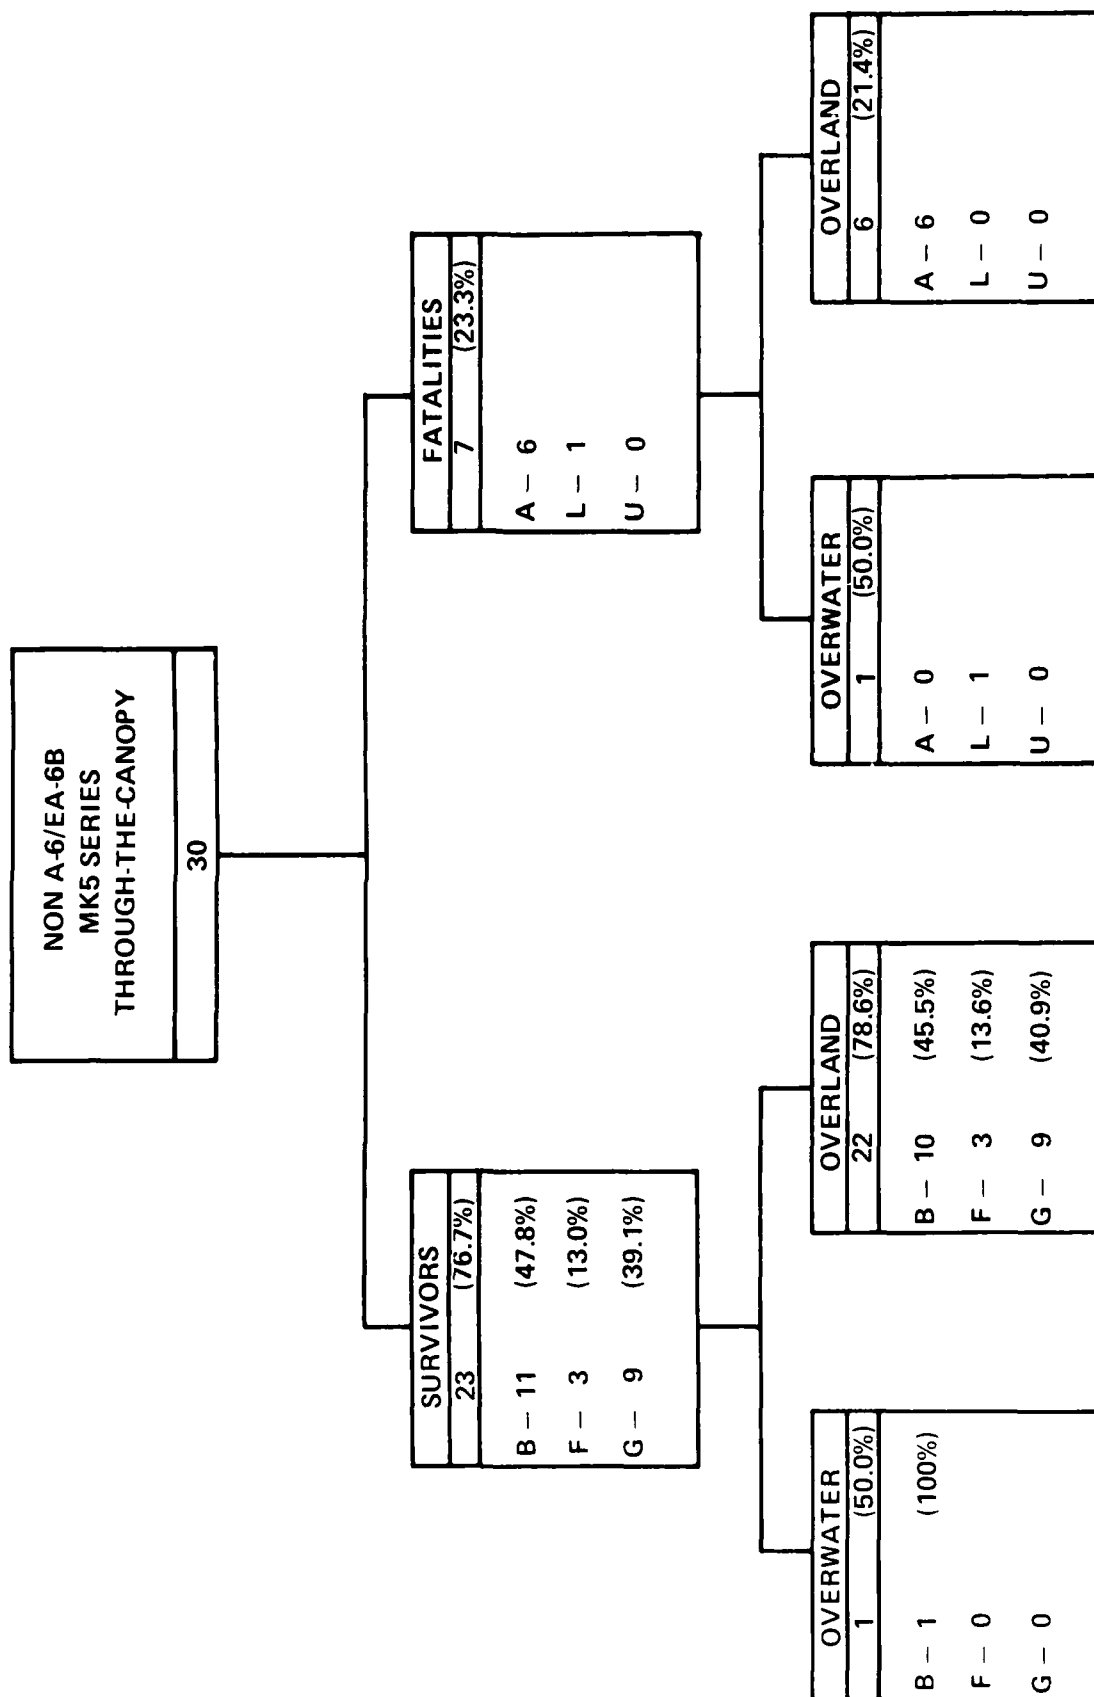 NON A-6/EA-6B
MK5 SERIES
THROUGH-THE-CANOPY
30
SURVIVORS
23 (76.7%)
B – 11 (47.8%)
F – 3 (13.0%)
G – 9 (39.1%)
FATALITIES
7 (23.3%)
A – 6
L – 1
U – 0
OVERWATER
1 (50.0%)
B – 1 (100%)
F – 0
G – 0
OVERLAND
22 (78.6%)
B – 10 (45.5%)
F – 3 (13.6%)
G – 9 (40.9%)
OVERWATER
1 (50.0%)
A – 0
L – 1
U – 0
OVERLAND
6 (21.4%)
A – 6
L – 0
U – 0